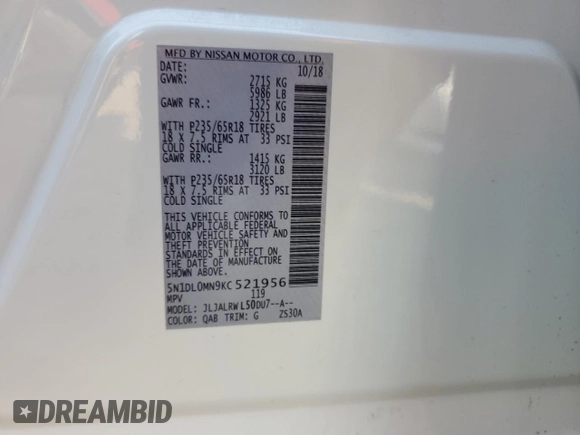 MFD BY NISSAN MOTOR CO., LTD.
DATE: 10/18
GVWR: 2715 KG
5986 LB
GAWR FR.: 1325 KG
2921 LB
WITH P235/65R18 TIRES
18 X 7.5 RIMS AT 33 PSI
COLD SINGLE
GAWR RR.: 1415 KG
3120 LB
WITH P235/65R18 TIRES
18 X 7.5 RIMS AT 33 PSI
COLD SINGLE
THIS VEHICLE CONFORMS TO
ALL APPLICABLE FEDERAL
MOTOR VEHICLE SAFETY AND
THEFT PREVENTION
STANDARDS IN EFFECT ON
THE DATE OF MANUFACTURE
SHOWN ABOVE.
5N1DL0MN9KC521956
MPV 119
MODEL: JLJALRWL50DU7--A--
COLOR: QAB TRIM: G 2S30A
DREAMBID